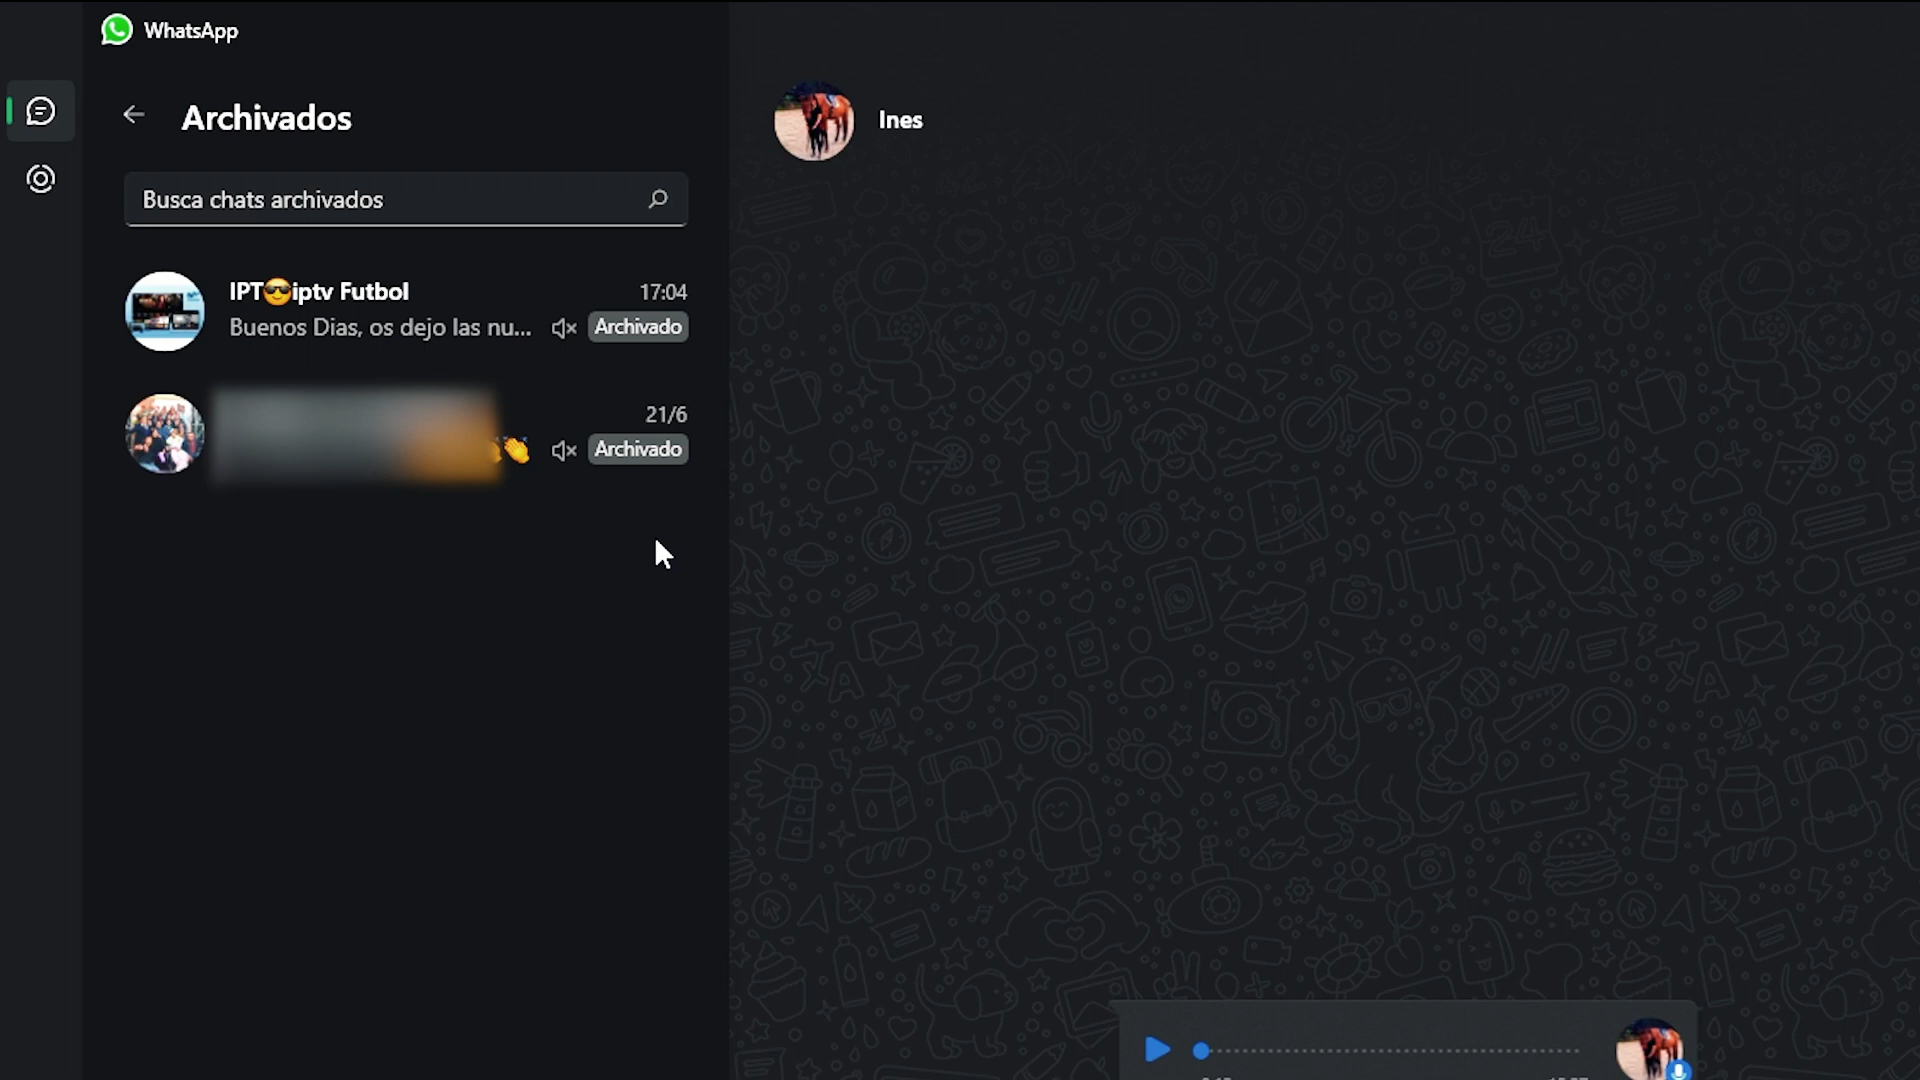 WhatsApp
Archivados
Busca chats archivados
IPT😎iptv Futbol
17:04
Buenos Dias, os dejo las nu...
Archivado
21/6
👏
Archivado
Ines